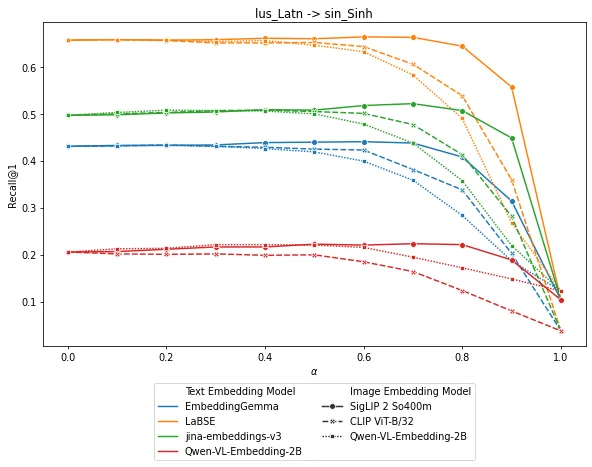 lus_Latn -> sin_Sinh
Recall@1
0.6
0.5
0.4
0.3
0.2
0.1
0.0 0.2 0.4 0.6 0.8 1.0
α
Text Embedding Model Image Embedding Model
EmbeddingGemma SigLIP 2 So400m
LaBSE CLIP ViT-B/32
jina-embeddings-v3 Qwen-VL-Embedding-2B
Qwen-VL-Embedding-2B